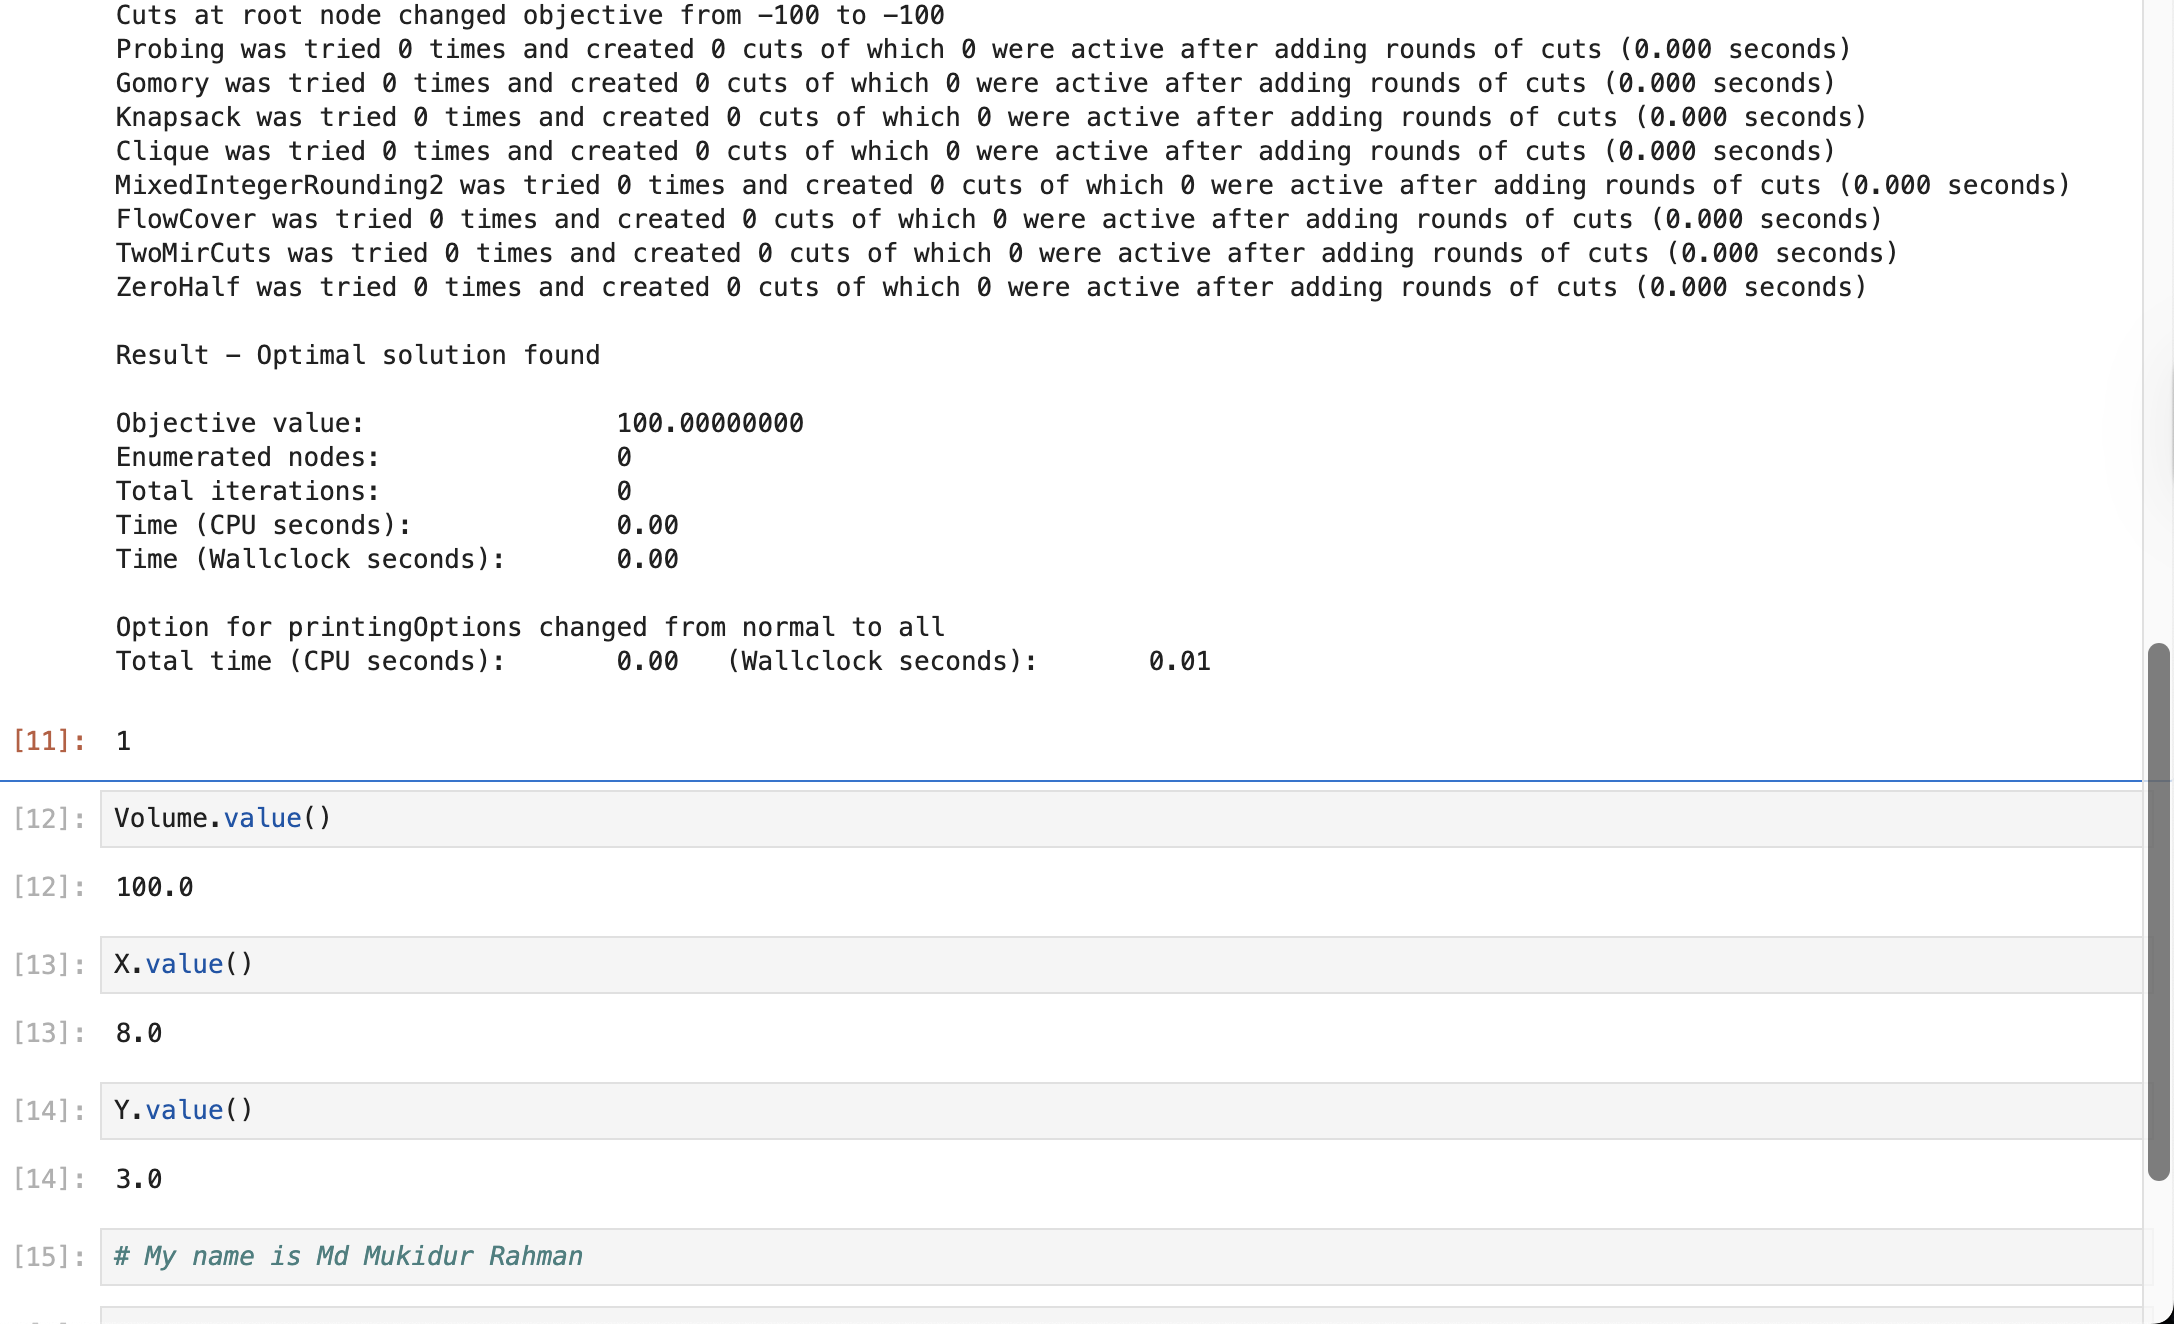 Cuts at root node changed objective from -100 to -100
Probing was tried 0 times and created 0 cuts of which 0 were active after adding rounds of cuts (0.000 seconds)
Gomory was tried 0 times and created 0 cuts of which 0 were active after adding rounds of cuts (0.000 seconds)
Knapsack was tried 0 times and created 0 cuts of which 0 were active after adding rounds of cuts (0.000 seconds)
Clique was tried 0 times and created 0 cuts of which 0 were active after adding rounds of cuts (0.000 seconds)
MixedIntegerRounding2 was tried 0 times and created 0 cuts of which 0 were active after adding rounds of cuts (0.000 seconds)
FlowCover was tried 0 times and created 0 cuts of which 0 were active after adding rounds of cuts (0.000 seconds)
TwoMirCuts was tried 0 times and created 0 cuts of which 0 were active after adding rounds of cuts (0.000 seconds)
ZeroHalf was tried 0 times and created 0 cuts of which 0 were active after adding rounds of cuts (0.000 seconds)
Result - Optimal solution found
Objective value: 100.00000000
Enumerated nodes: 0
Total iterations: 0
Time (CPU seconds): 0.00
Time (Wallclock seconds): 0.00
Option for printingOptions changed from normal to all
Total time (CPU seconds): 0.00 (Wallclock seconds): 0.01
[11]: 1
[12]: Volume.value()
[12]: 100.0
[13]: X.value()
[13]: 8.0
[14]: Y.value()
[14]: 3.0
[15]: # My name is Md Mukidur Rahman